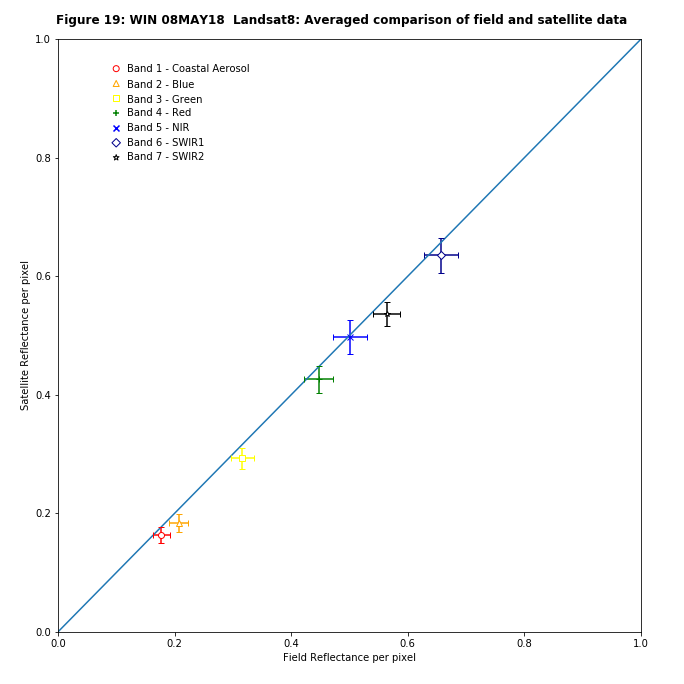 Figure 19: WIN 08MAY18  Landsat8: Averaged comparison of field and satellite data
1.0
Band 1 - Coastal Aerosol
Band 2 - Blue
Band 3 - Green
Band 4 - Red
Band 5 - NIR
Band 6 - SWIR1
Band 7 - SWIR2
0.8
0.6
0.4
0.2
0.0
Satellite Reflectance per pixel
0.0 0.2 0.4 0.6 0.8 1.0
Field Reflectance per pixel